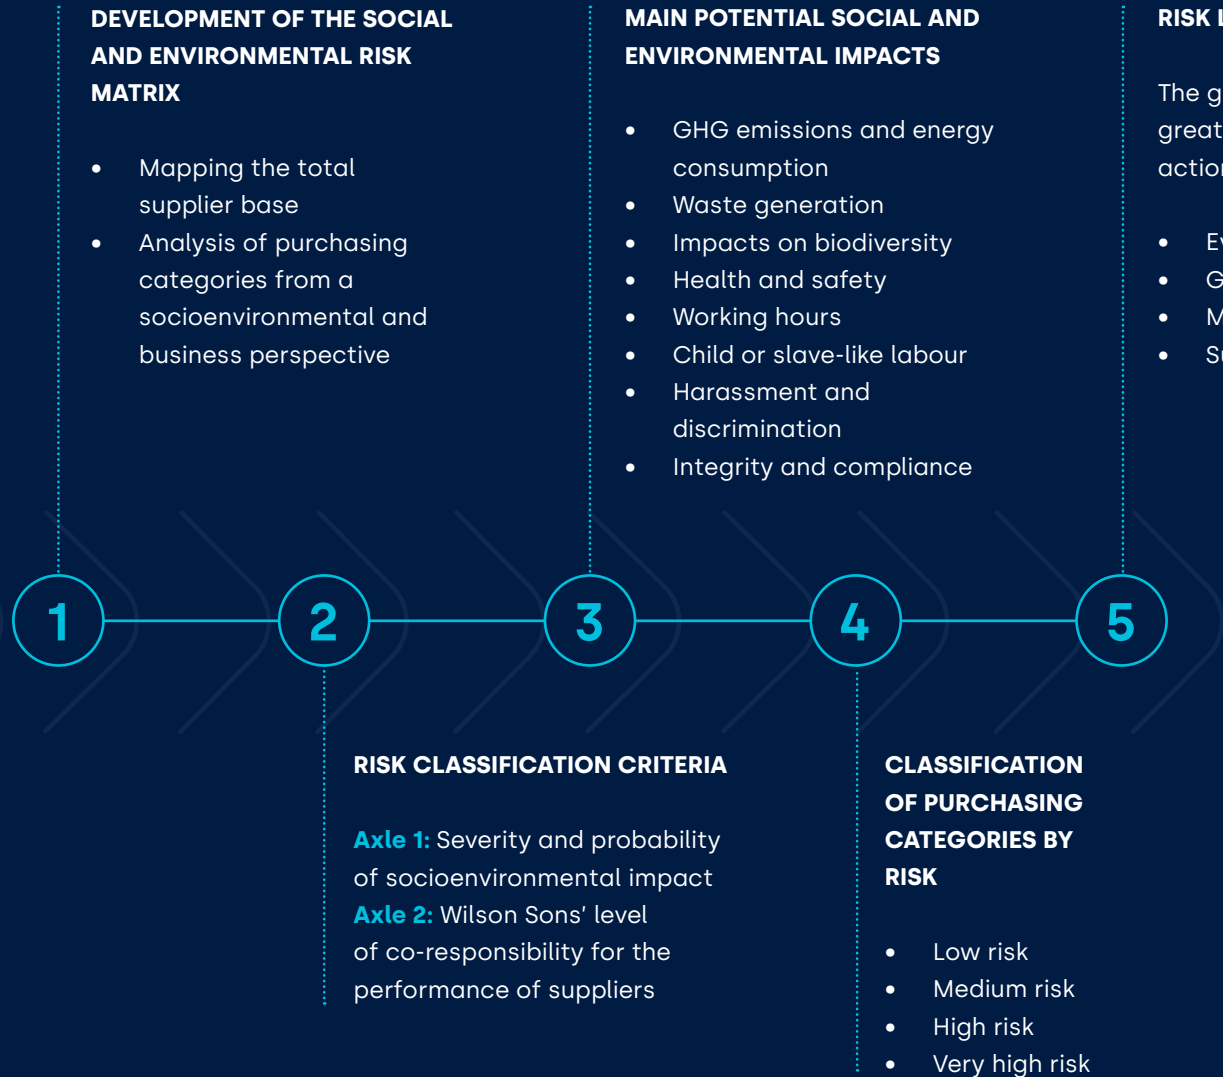 DEVELOPMENT OF THE SOCIAL
AND ENVIRONMENTAL RISK
MATRIX
• Mapping the total
supplier base
• Analysis of purchasing
categories from a
socioenvironmental and
business perspective
MAIN POTENTIAL SOCIAL AND
ENVIRONMENTAL IMPACTS
• GHG emissions and energy
consumption
• Waste generation
• Impacts on biodiversity
• Health and safety
• Working hours
• Child or slave-like labour
• Harassment and
discrimination
• Integrity and compliance
RISK
The
great
1
2
3
4
5
RISK CLASSIFICATION CRITERIA
Axle 1: Severity and probability
of socioenvironmental impact
Axle 2: Wilson Sons’ level
of co-responsibility for the
performance of suppliers
CLASSIFICATION
OF PURCHASING
CATEGORIES BY
RISK
• Low risk
• Medium risk
• High risk
• Very high risk